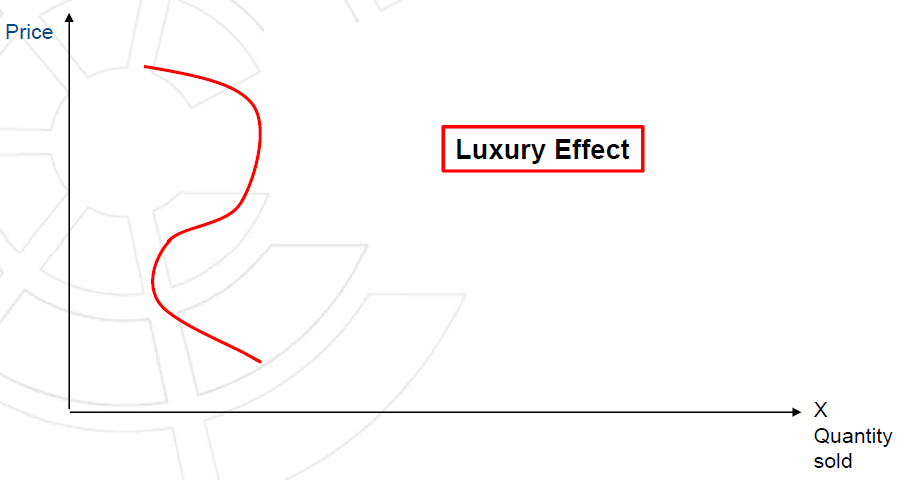 Price
Luxury Effect
X
Quantity
sold